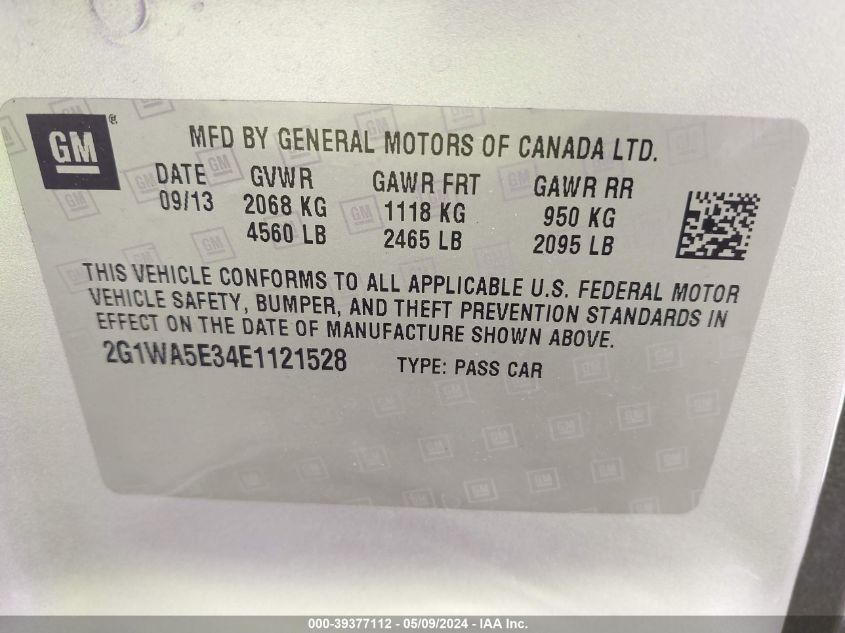 GM®
MFD BY GENERAL MOTORS OF CANADA LTD.
DATE GVWR GAWR FRT GAWR RR
09/13 2068 KG 1118 KG 950 KG
4560 LB 2465 LB 2095 LB
THIS VEHICLE CONFORMS TO ALL APPLICABLE U.S. FEDERAL MOTOR
VEHICLE SAFETY, BUMPER, AND THEFT PREVENTION STANDARDS IN
EFFECT ON THE DATE OF MANUFACTURE SHOWN ABOVE.
2G1WA5E34E1121528 TYPE: PASS CAR
000-39377112 - 05/09/2024 - IAA Inc.